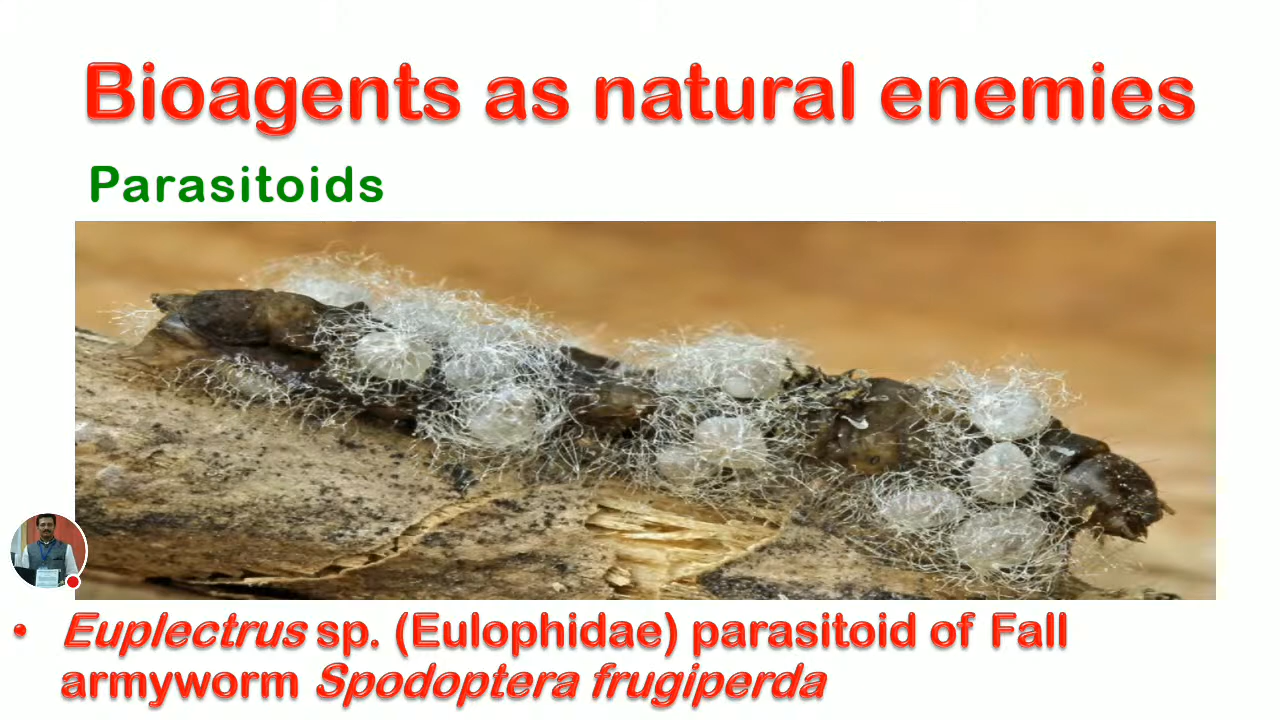 Bioagents as natural enemies
Parasitoids
• Euplectrus sp. (Eulophidae) parasitoid of Fall
armyworm Spodoptera frugiperda